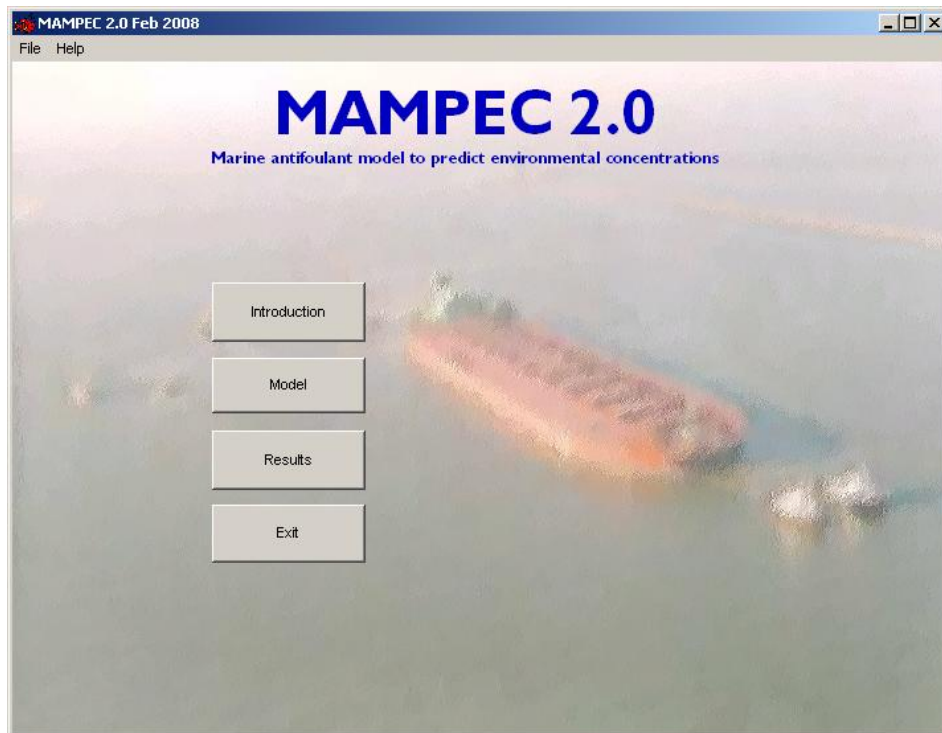 MAMPEC 2.0 Feb 2008
File Help
MAMPEC 2.0
Marine antifoulant model to predict environmental concentrations
Introduction
Model
Results
Exit